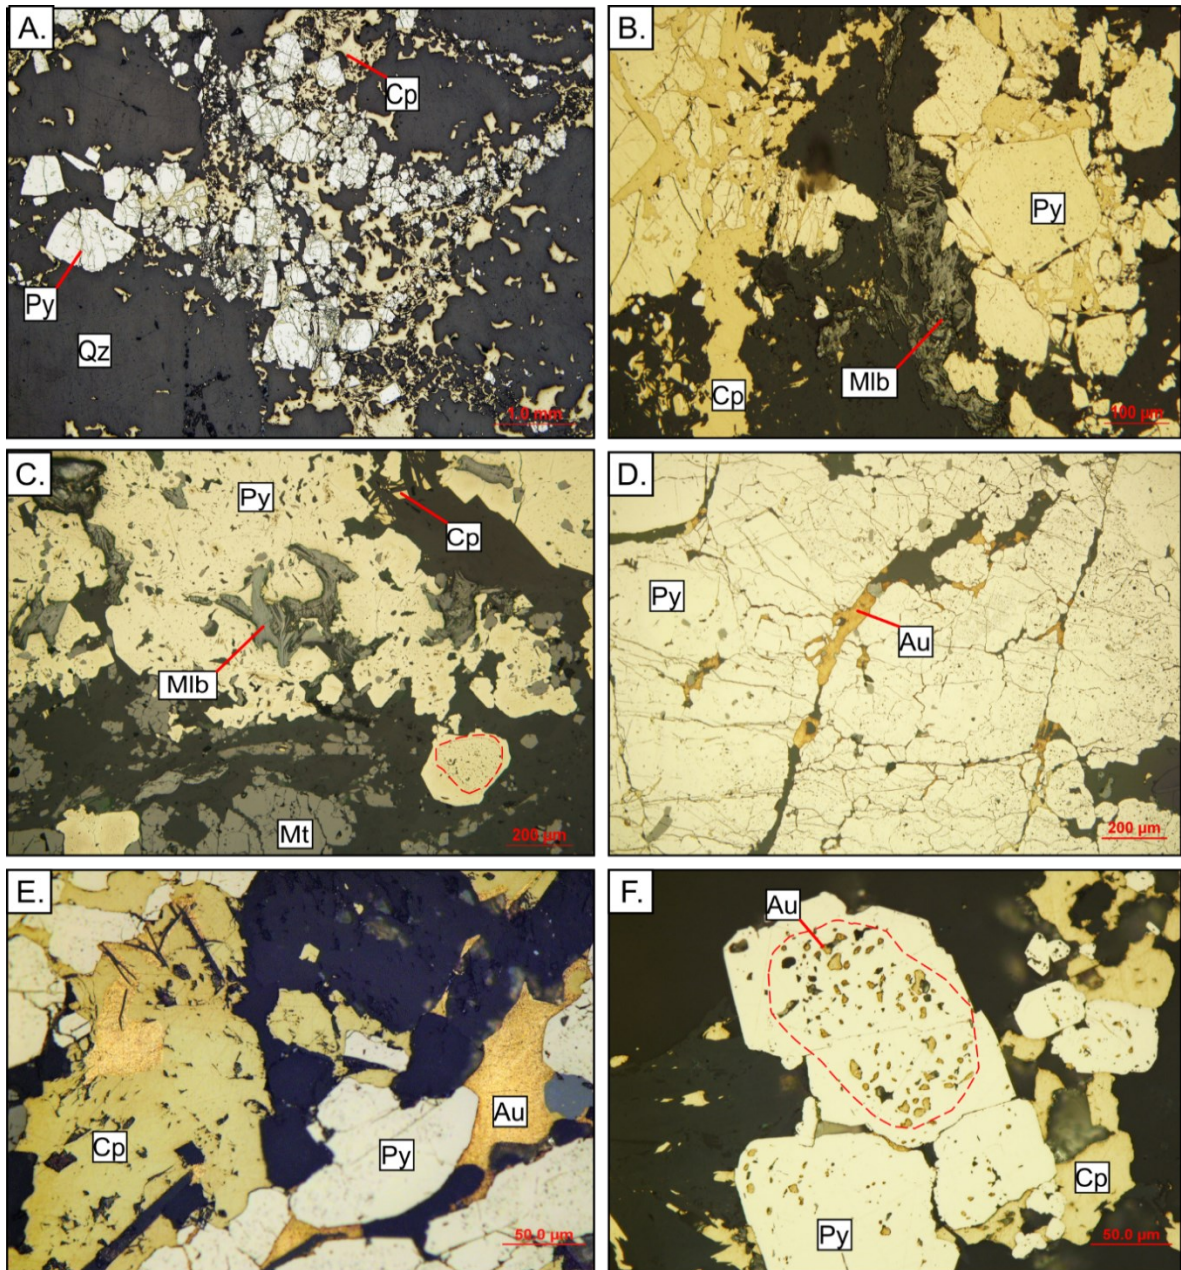 A.
Cp
Py
Qz
1.0 mm
B.
Py
Mlb
Cp
100 µm
C.
Py
Cp
Mlb
Mt
200 µm
D.
Py
Au
200 µm
E.
Au
Cp
Py
50.0 µm
F.
Au
Cp
Py
50.0 µm